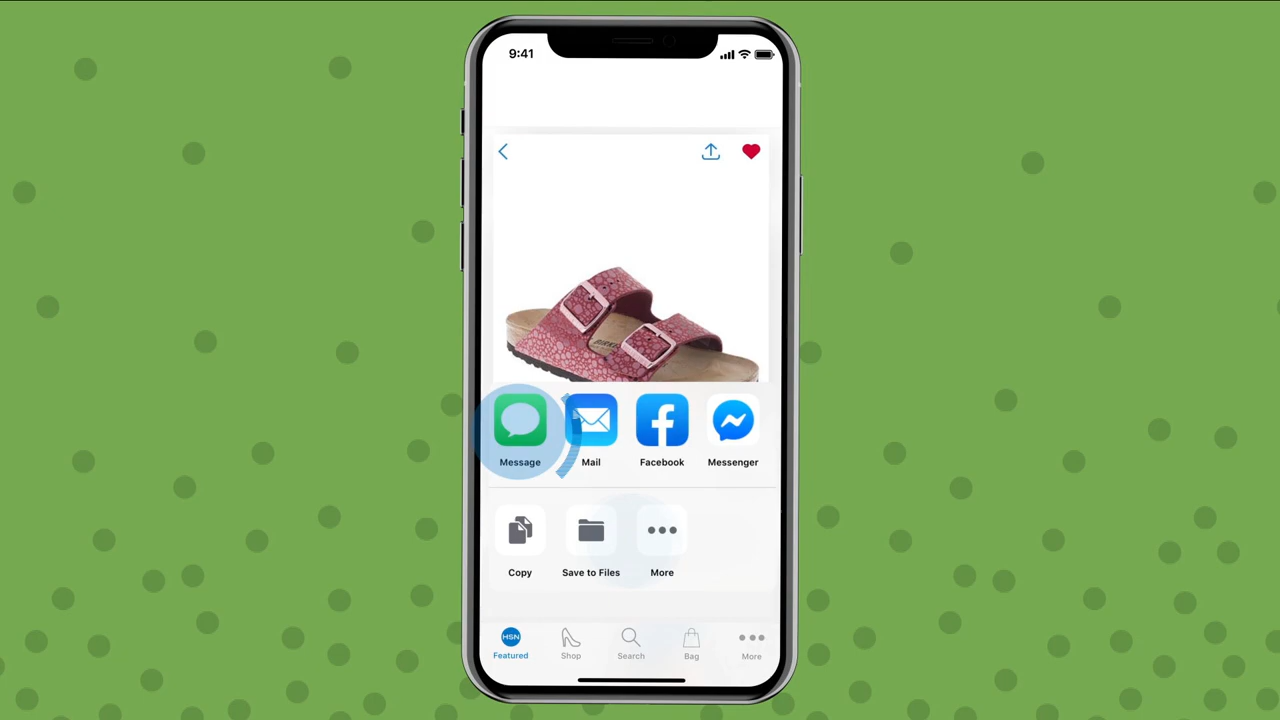 9:41
Message
Mail
Facebook
Messenger
Copy
Save to Files
More
HSN
Featured
Shop
Search
Bag
More